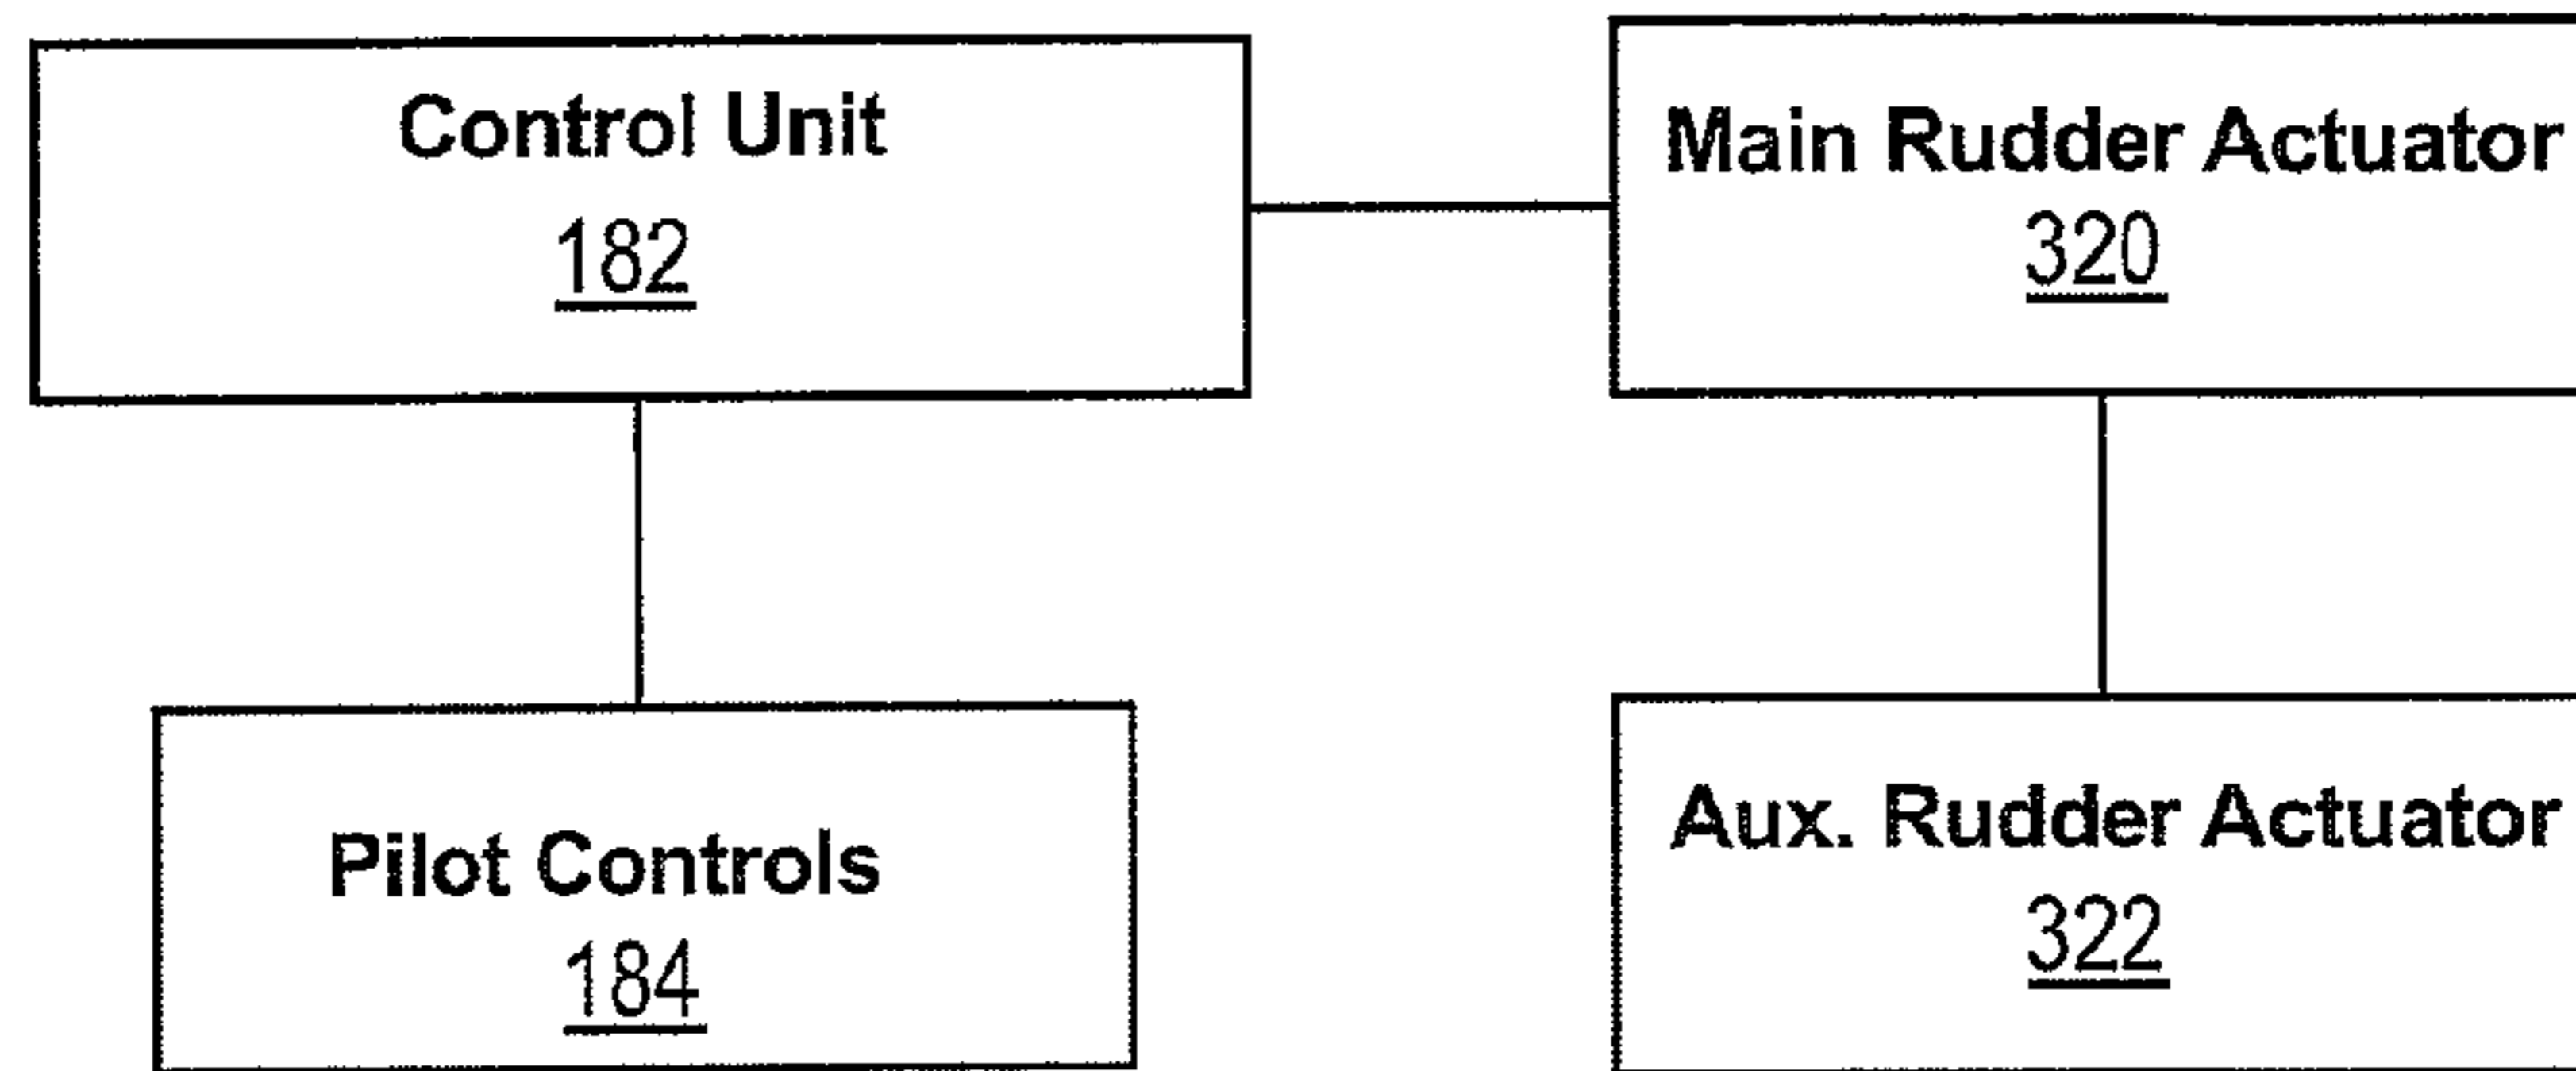 Control Unit
182
Main Rudder Actuator
320
Pilot Controls
184
Aux. Rudder Actuator
322